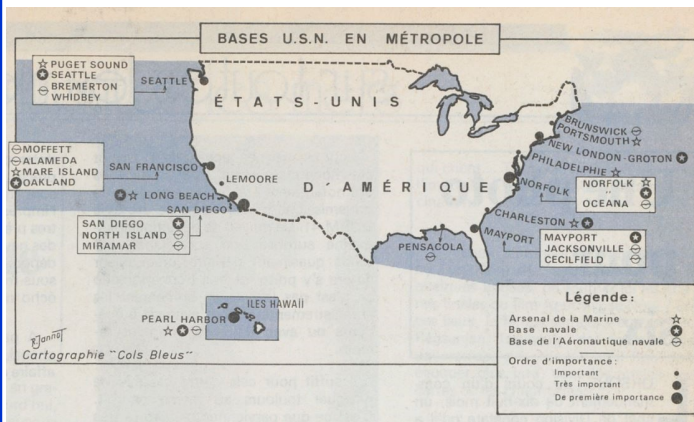 BASES U.S.N. EN MÉTROPOLE
PUGET SOUND
SEATTLE
BREMERTON
WHIDBEY
SEATTLE
ÉTATS-UNIS
D'AMÉRIQUE
MOFFETT
ALAMEDA
MARE ISLAND
OAKLAND
SAN FRANCISCO
LEMOORE
LONG BEACH
SAN DIEGO
SAN DIEGO
NORTH ISLAND
MIRAMAR
BRUNSWICK
PORTSMOUTH
NEW LONDON-GROTON
PHILADELPHIE
NORFOLK
NORFOLK
"
OCEANA
CHARLESTON
MAYPORT
MAYPORT
JACKSONVILLE
CECILFIELD
PENSACOLA
ILES HAWAÏ
PEARL HARBOR
Cartographie "Cols Bleus"
Légende:
Arsenal de la Marine
Base navale
Base de l'Aéronautique navale
Ordre d'importance:
Important
Très important
De première importance